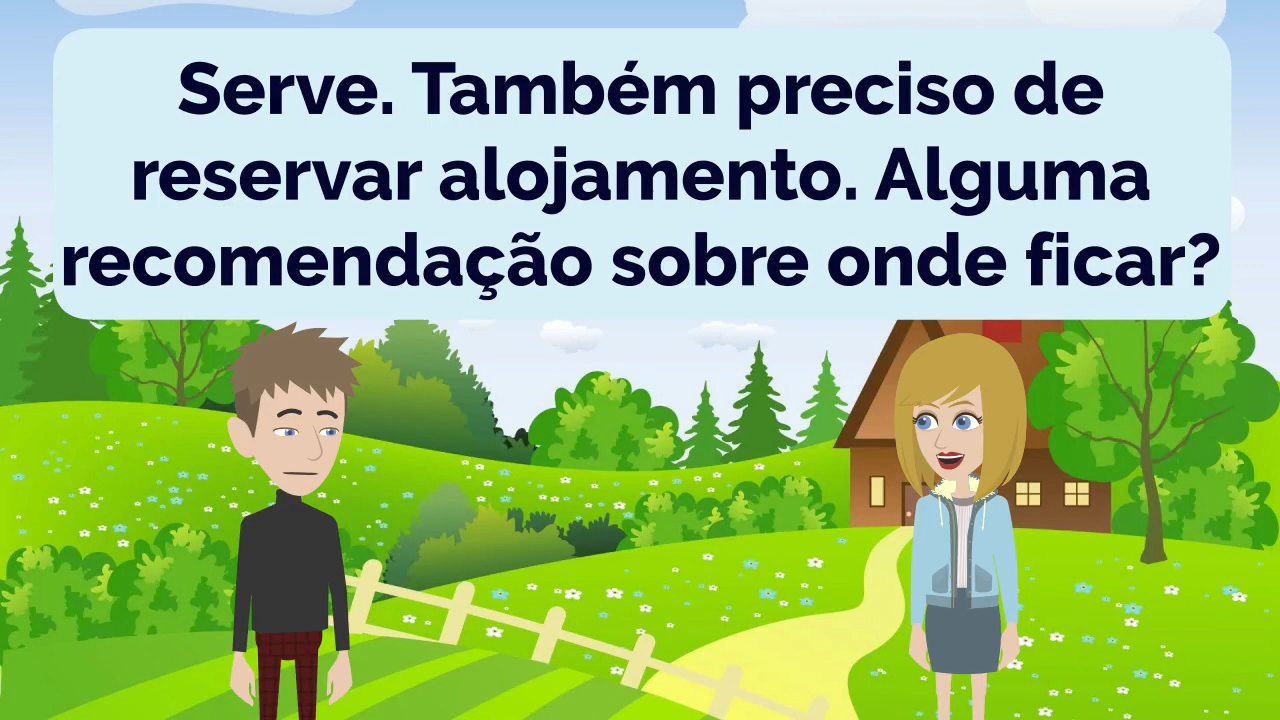 Serve. Também preciso de
reservar alojamento. Alguma
recomendação sobre onde ficar?